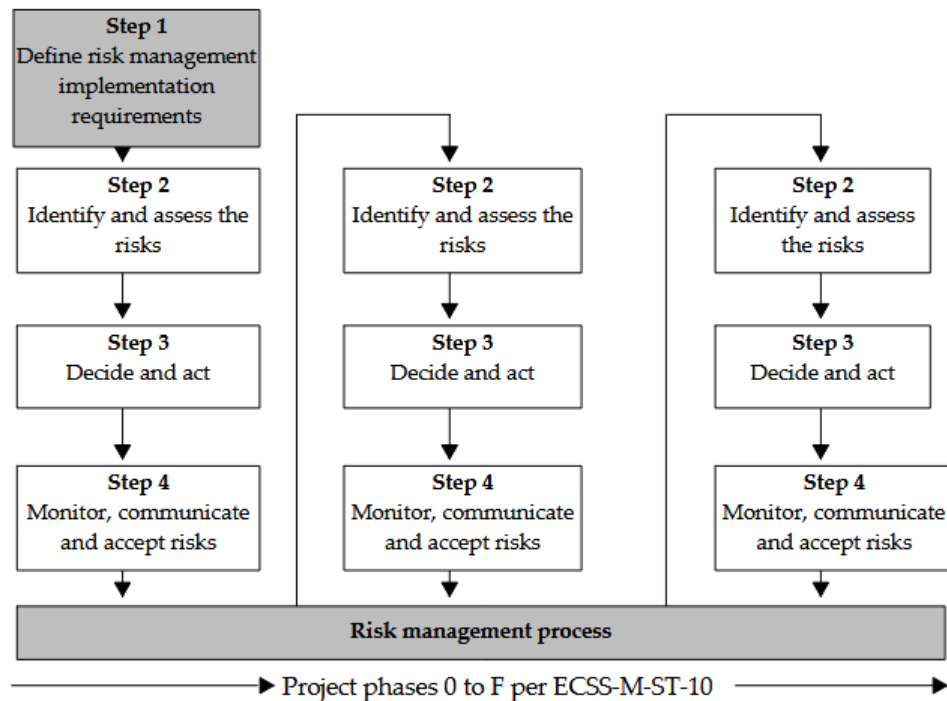 Step 1
Define risk management
implementation
requirements
Step 2
Identify and assess the
risks
Step 3
Decide and act
Step 4
Monitor, communicate
and accept risks
Step 2
Identify and assess the
risks
Step 3
Decide and act
Step 4
Monitor, communicate
and accept risks
Step 2
Identify and assess
the risks
Step 3
Decide and act
Step 4
Monitor, communicate
and accept risks
Risk management process
Project phases 0 to F per ECSS-M-ST-10